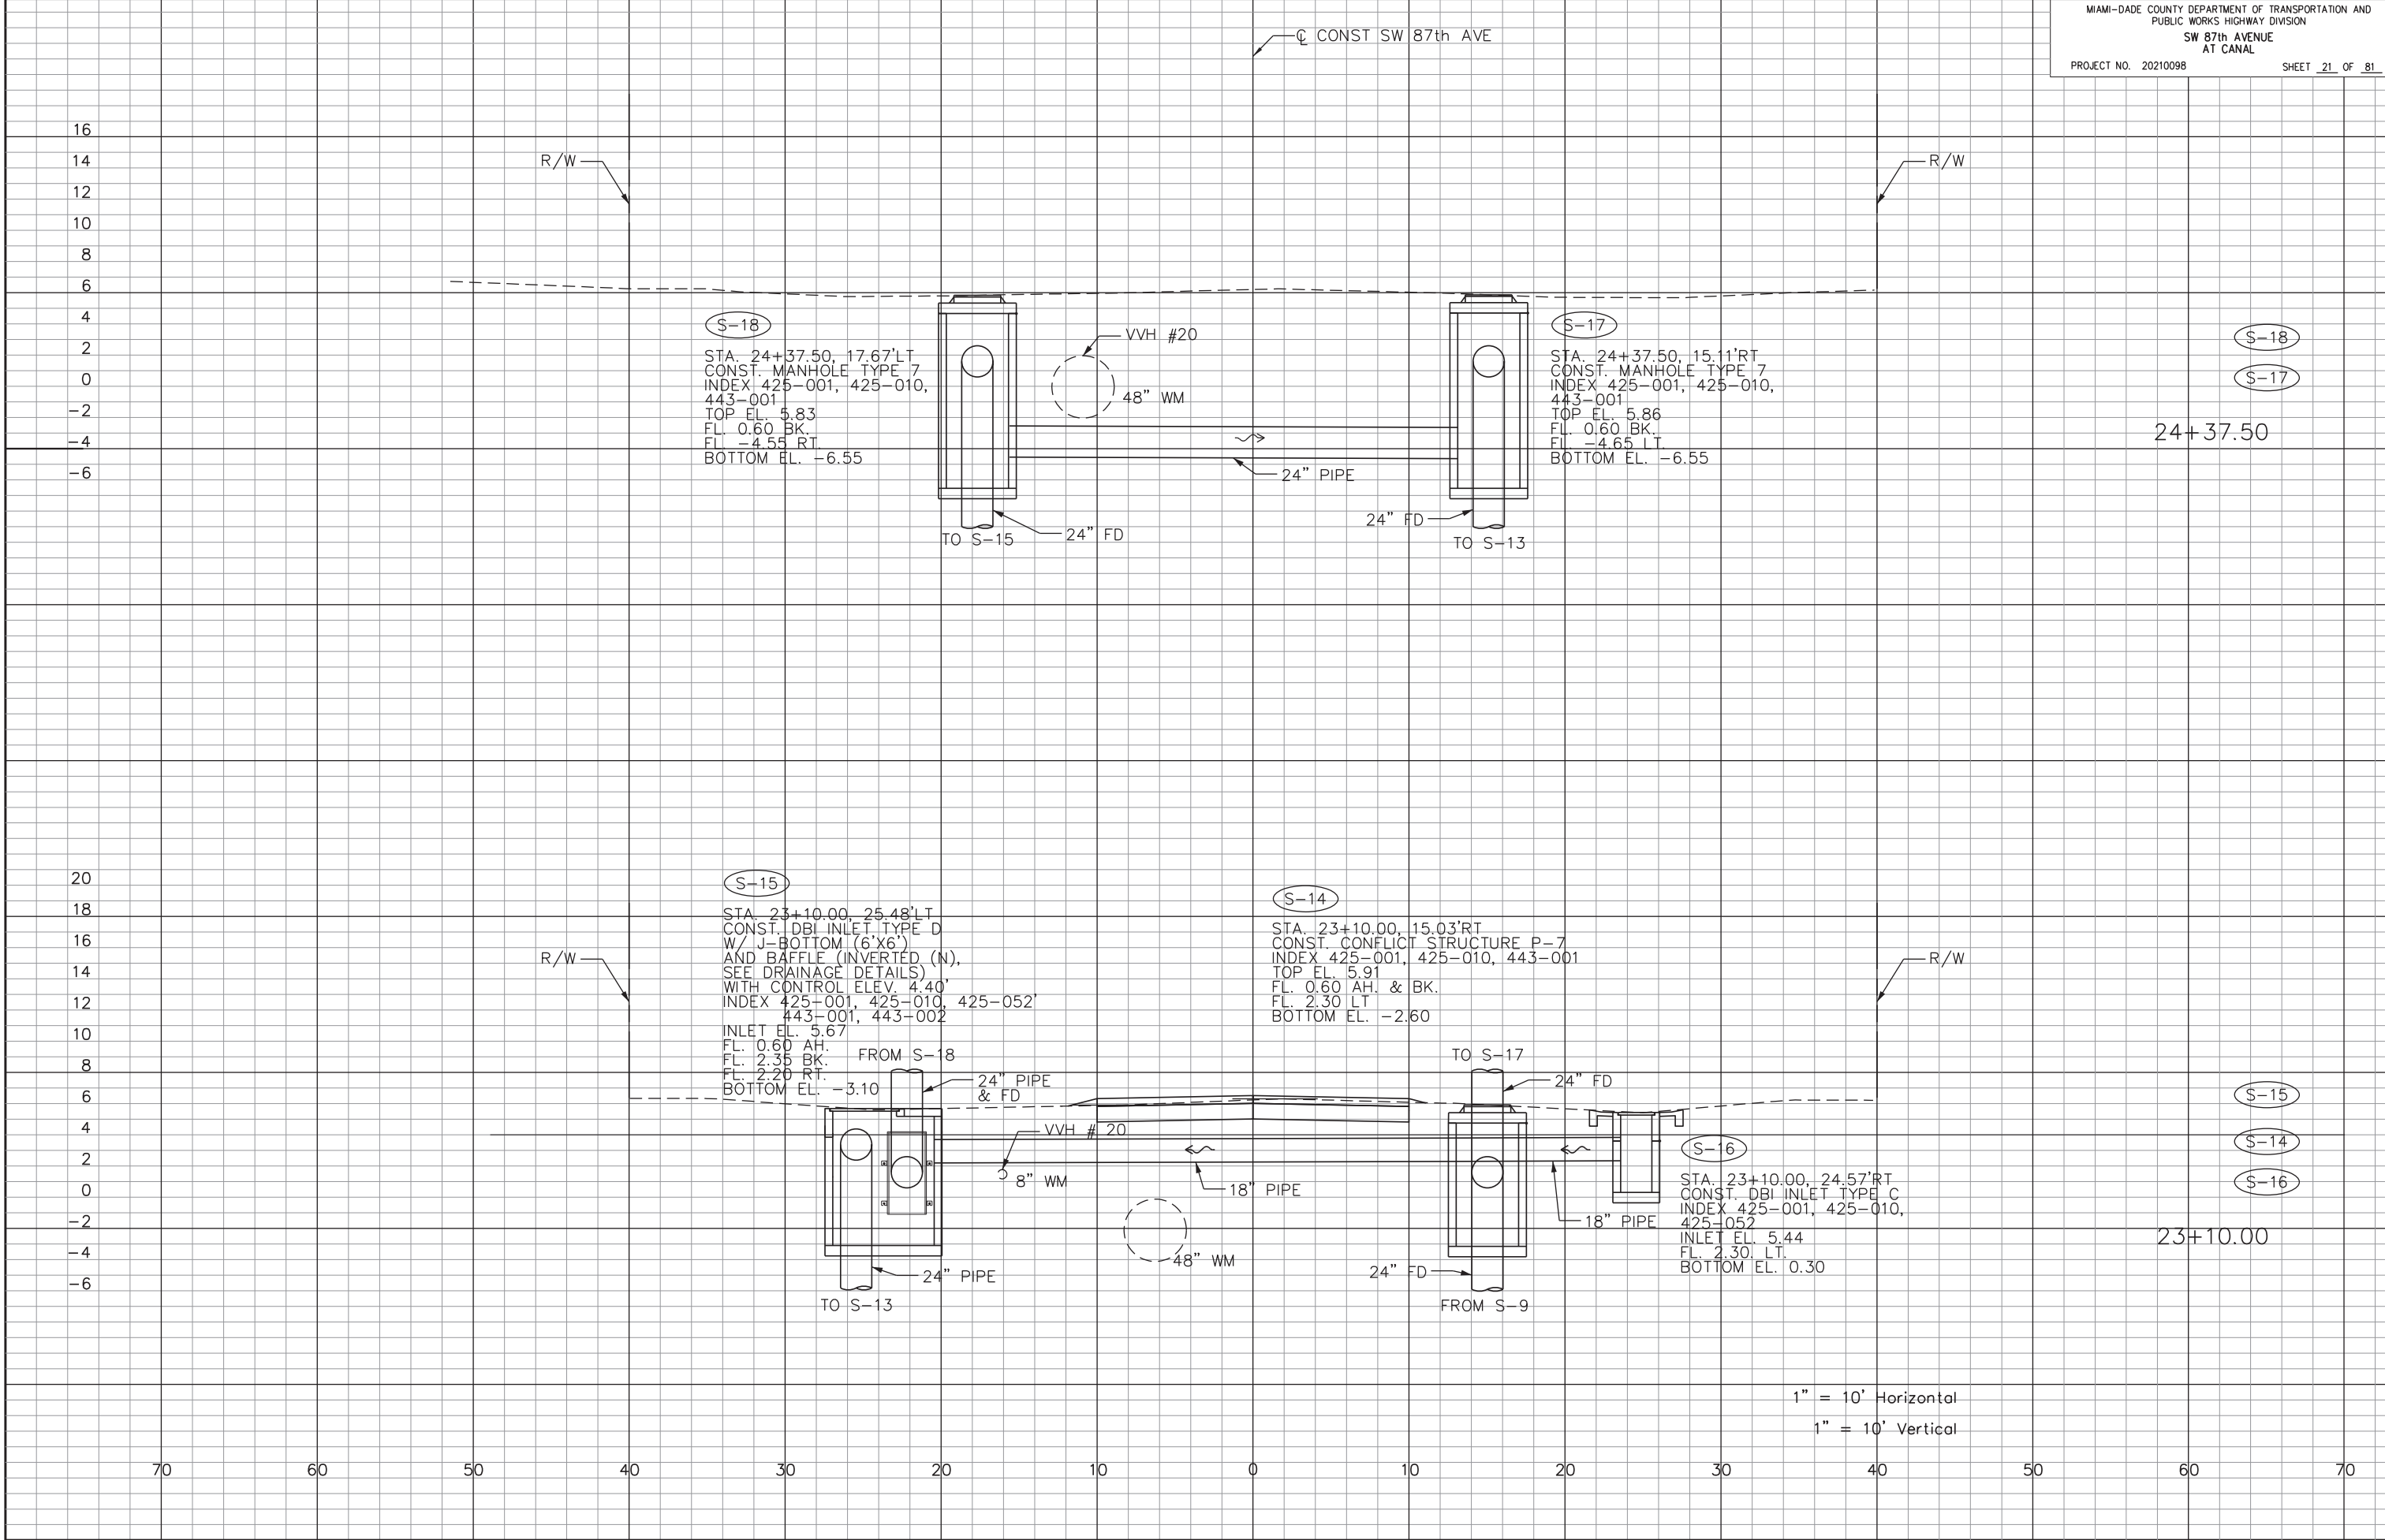 MIAMI-DADE COUNTY DEPARTMENT OF TRANSPORTATION AND
PUBLIC WORKS HIGHWAY DIVISION
SW 87th AVENUE
AT CANAL
PROJECT NO. 20210098 SHEET 21 OF 81
℄ CONST SW 87th AVE
16
14
12
10
8
6
4
2
0
-2
-4
-6
R/W
R/W
S-18
STA. 24+37.50, 17.67'LT
CONST. MANHOLE TYPE 7
INDEX 425-001, 425-010,
443-001
TOP EL. 5.83
FL. 0.60 BK.
FL. -4.55 RT.
BOTTOM EL. -6.55
VVH #20
48" WM
24" PIPE
24" FD
TO S-15
S-17
STA. 24+37.50, 15.11'RT
CONST. MANHOLE TYPE 7
INDEX 425-001, 425-010,
443-001
TOP EL. 5.86
FL. 0.60 BK.
FL. -4.65 LT.
BOTTOM EL. -6.55
24" FD
TO S-13
S-18
S-17
24+37.50
20
18
16
14
12
10
8
6
4
2
0
-2
-4
-6
R/W
R/W
S-15
STA. 23+10.00, 25.48'LT
CONST. DBI INLET TYPE D
W/ J-BOTTOM (6'X6')
AND BAFFLE (INVERTED (N),
SEE DRAINAGE DETAILS)
WITH CONTROL ELEV. 4.40'
INDEX 425-001, 425-010, 425-052'
443-001, 443-002
INLET EL. 5.67
FL. 0.60 AH.
FL. 2.35 BK.
FL. 2.20 RT.
BOTTOM EL. -3.10
FROM S-18
24" PIPE
& FD
VVH # 20
8" WM
18" PIPE
48" WM
24" PIPE
TO S-13
S-14
STA. 23+10.00, 15.03'RT
CONST. CONFLICT STRUCTURE P-7
INDEX 425-001, 425-010, 443-001
TOP EL. 5.91
FL. 0.60 AH. & BK.
FL. 2.30 LT
BOTTOM EL. -2.60
TO S-17
24" FD
24" FD
FROM S-9
18" PIPE
S-16
STA. 23+10.00, 24.57'RT
CONST. DBI INLET TYPE C
INDEX 425-001, 425-010,
425-052
INLET EL. 5.44
FL. 2.30. LT.
BOTTOM EL. 0.30
S-15
S-14
S-16
23+10.00
1" = 10' Horizontal
1" = 10' Vertical
70 60 50 40 30 20 10 0 10 20 30 40 50 60 70